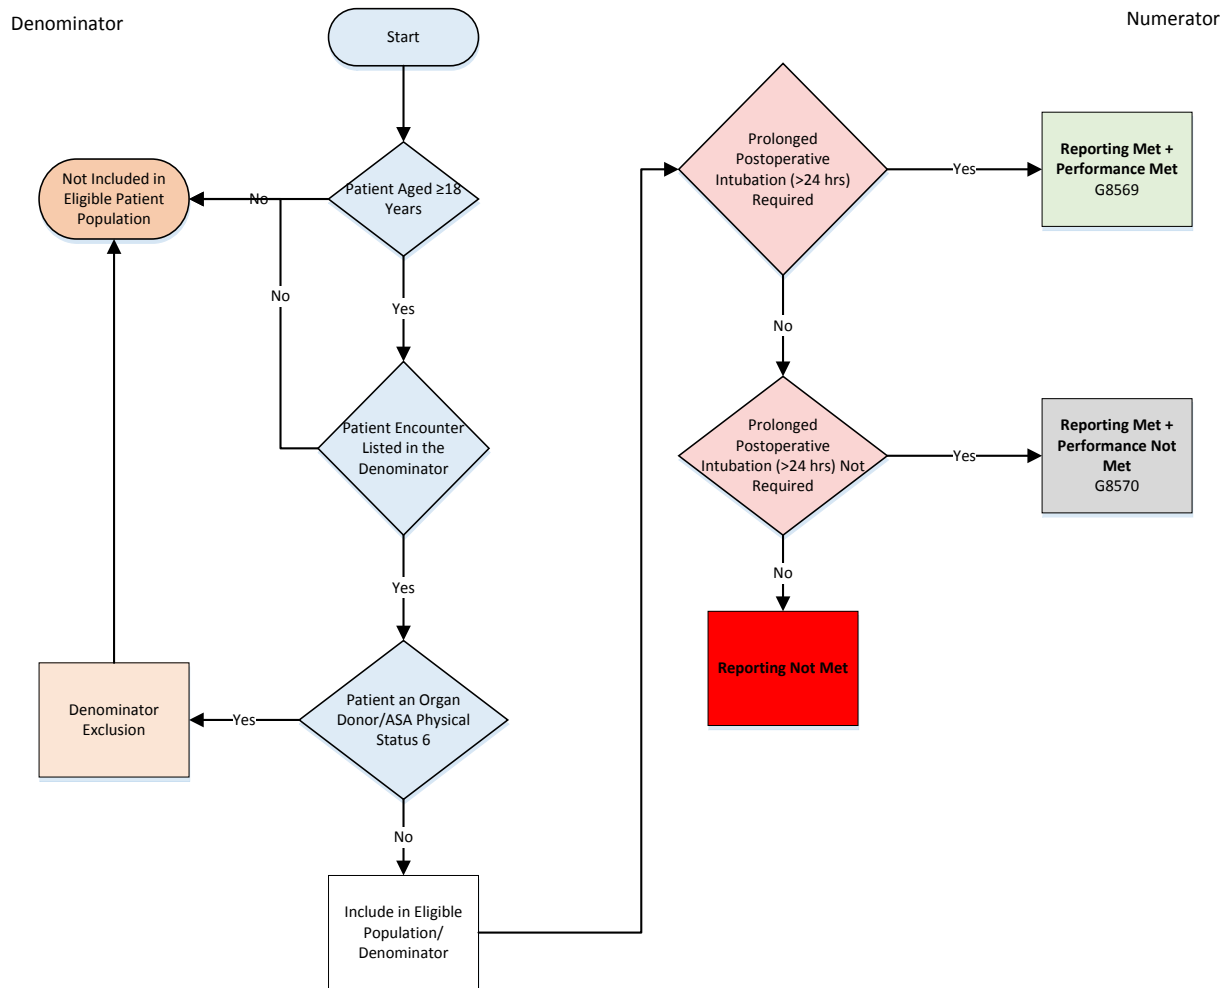 Denominator
Numerator
Start
Patient Aged ≥18
Years
No
Not Included in
Eligible Patient
Population
No
Yes
Patient Encounter
Listed in the
Denominator
Yes
Patient an Organ
Donor/ASA Physical
Status 6
Yes
Denominator
Exclusion
No
Include in Eligible
Population/
Denominator
Prolonged
Postoperative
Intubation (>24 hrs)
Required
Yes
Reporting Met +
Performance Met
G8569
No
Prolonged
Postoperative
Intubation (>24 hrs) Not
Required
Yes
Reporting Met +
Performance Not
Met
G8570
No
Reporting Not Met